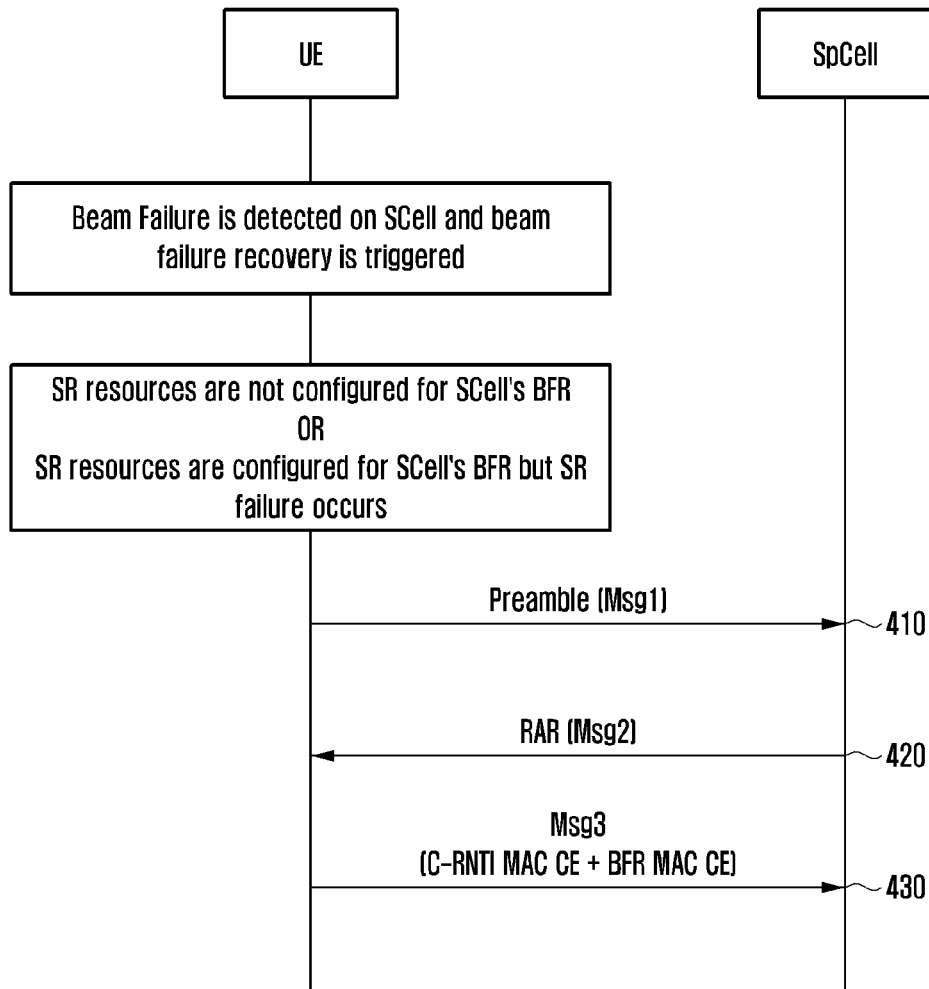 UE
SpCell
Beam Failure is detected on SCell and beam
failure recovery is triggered
SR resources are not configured for SCell's BFR
OR
SR resources are configured for SCell's BFR but SR
failure occurs
Preamble (Msg1)
410
RAR (Msg2)
420
Msg3
(C-RNTI MAC CE + BFR MAC CE)
430